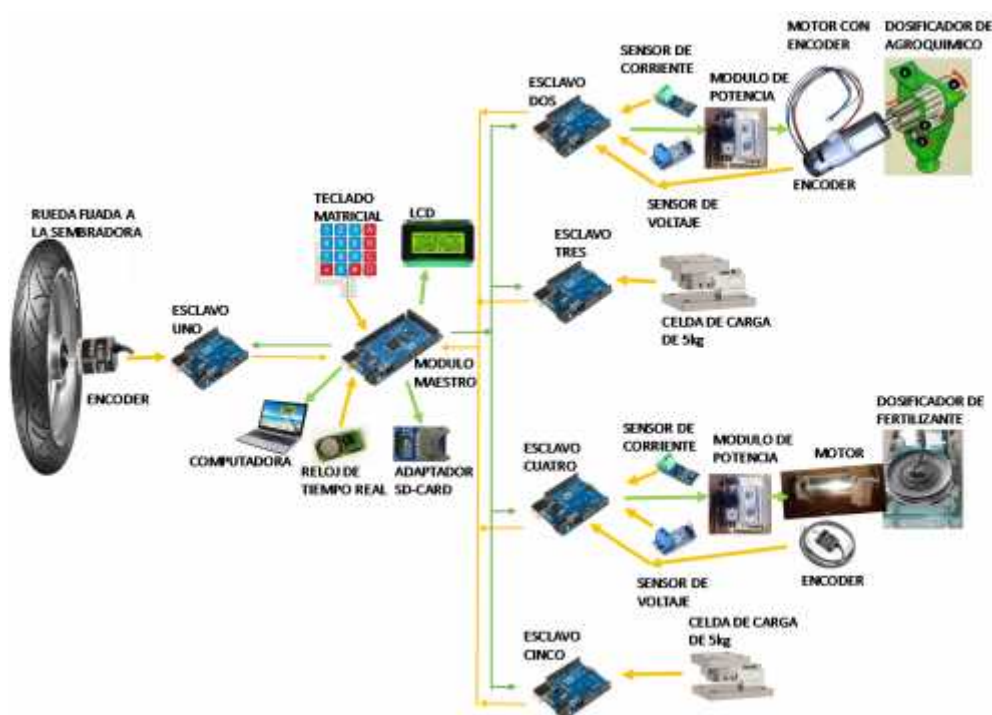 RUEDA FIJADA A
LA SEMBRADORA
ENCODER
ESCLAVO
UNO
TECLADO
MATRICIAL
LCD
MODULO
MAESTRO
COMPUTADORA
RELOJ DE
TIEMPO REAL
ADAPTADOR
SD-CARD
ESCLAVO
DOS
SENSOR DE
CORRIENTE
MODULO DE
POTENCIA
MOTOR CON
ENCODER
DOSIFICADOR DE
AGROQUIMICO
ENCODER
SENSOR DE
VOLTAJE
ESCLAVO
TRES
CELDA DE CARGA
DE 5kg
ESCLAVO
CUATRO
SENSOR DE
CORRIENTE
MODULO DE
POTENCIA
MOTOR
DOSIFICADOR DE
FERTILIZANTE
ENCODER
SENSOR DE
VOLTAJE
ESCLAVO
CINCO
CELDA DE CARGA
DE 5kg